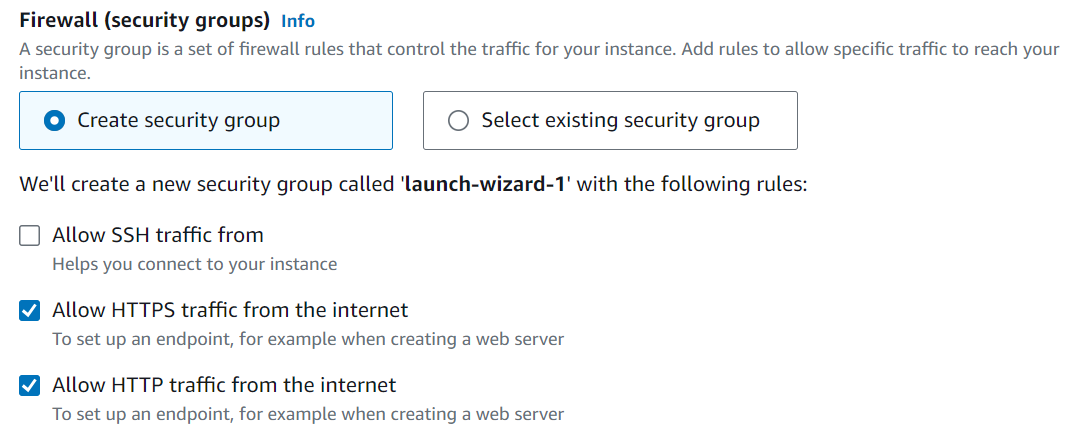 Firewall (security groups) Info
A security group is a set of firewall rules that control the traffic for your instance. Add rules to allow specific traffic to reach your
instance.
Create security group
Select existing security group
We'll create a new security group called 'launch-wizard-1' with the following rules:
Allow SSH traffic from
Helps you connect to your instance
Allow HTTPS traffic from the internet
To set up an endpoint, for example when creating a web server
Allow HTTP traffic from the internet
To set up an endpoint, for example when creating a web server